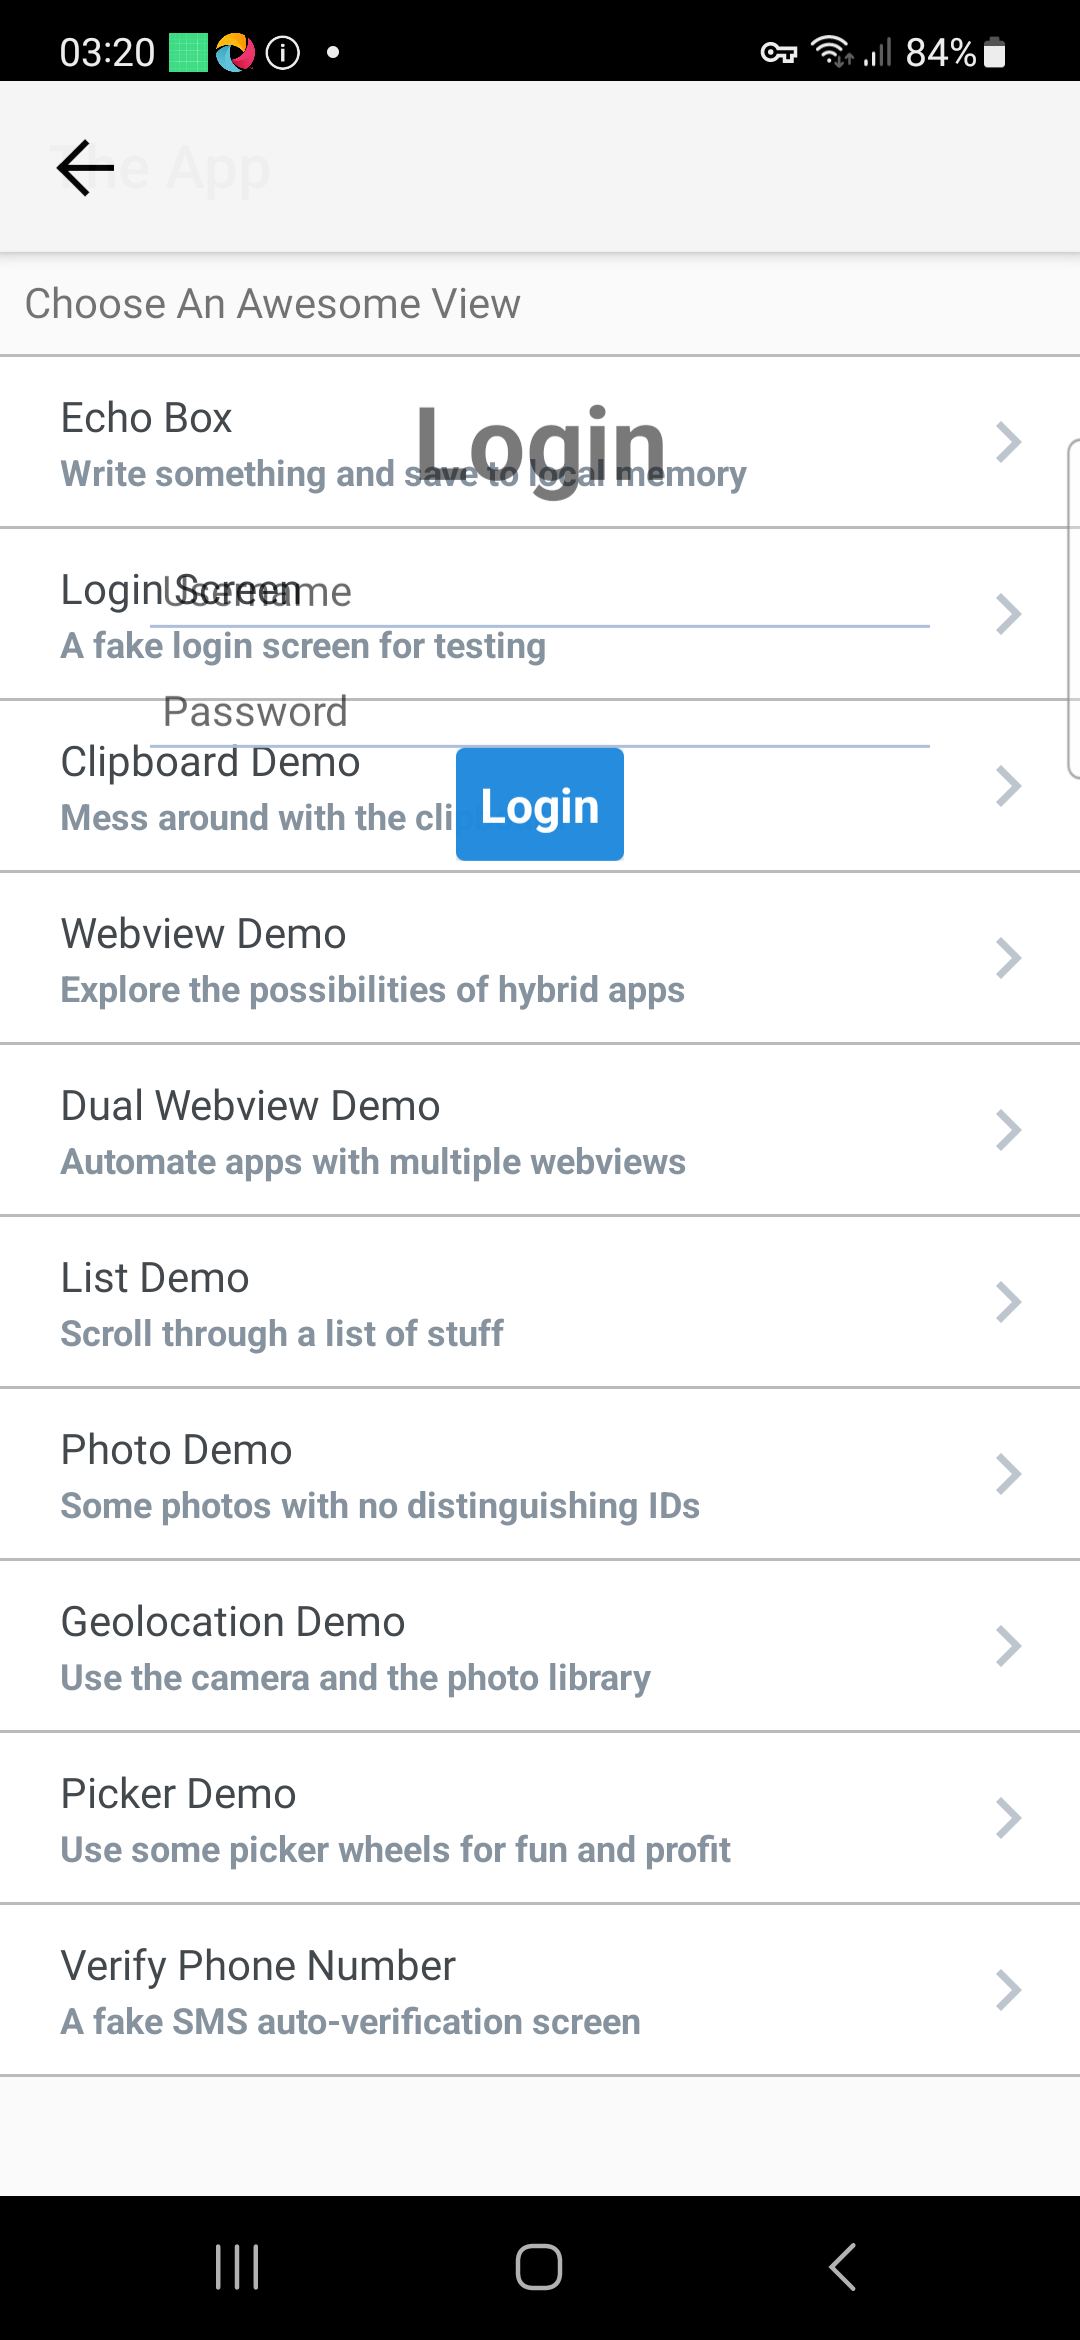 03:20
84%
The App
Choose An Awesome View
Echo Box
Login
Write something and save to local memory
Login Screen
Username
A fake login screen for testing
Password
Clipboard Demo
Mess around with the cli
Login
Webview Demo
Explore the possibilities of hybrid apps
Dual Webview Demo
Automate apps with multiple webviews
List Demo
Scroll through a list of stuff
Photo Demo
Some photos with no distinguishing IDs
Geolocation Demo
Use the camera and the photo library
Picker Demo
Use some picker wheels for fun and profit
Verify Phone Number
A fake SMS auto-verification screen